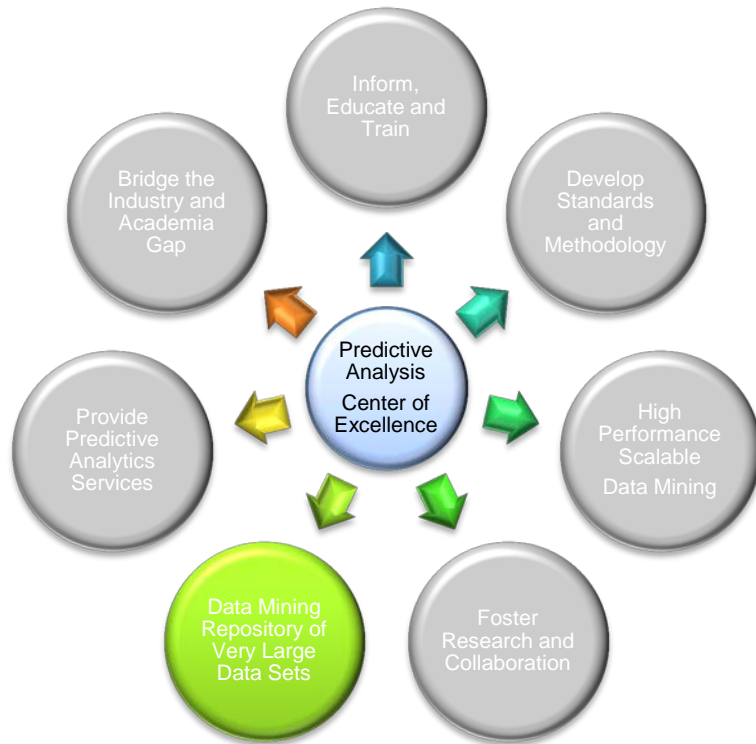 Inform,
Educate and
Train
Bridge the
Industry and
Academia
Gap
Develop
Standards
and
Methodology
Predictive
Analysis
Center of
Excellence
Provide
Predictive
Analytics
Services
High
Performance
Scalable
Data Mining
Data Mining
Repository of
Very Large
Data Sets
Foster
Research and
Collaboration